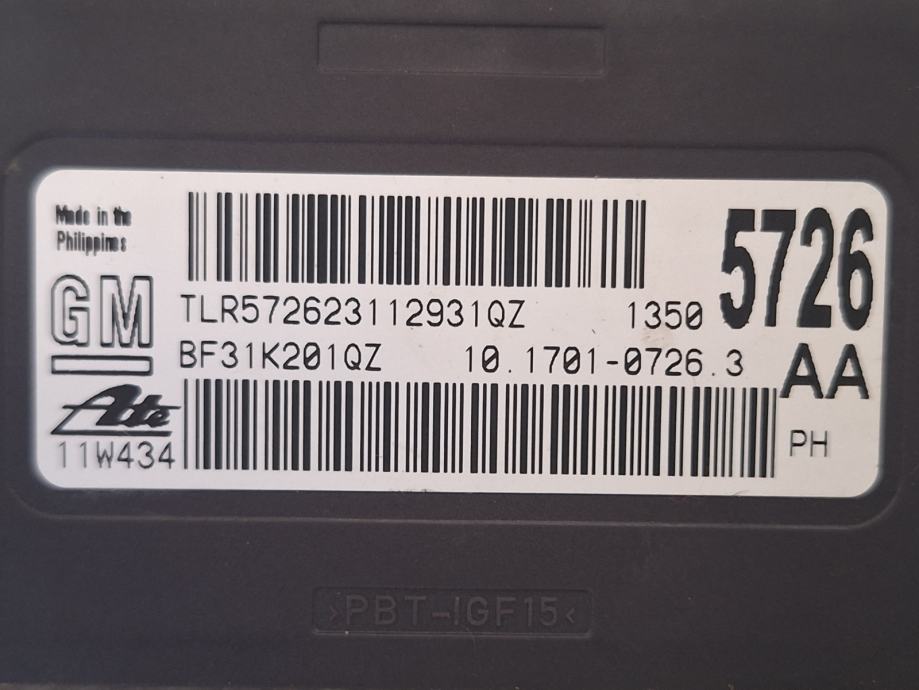 Made in the
Philippines
GM
Ate
11W434
TLR572623112931QZ 1350
BF31K201QZ 10.1701-0726.3
5726
AA
PH
>PBT-IGF15<